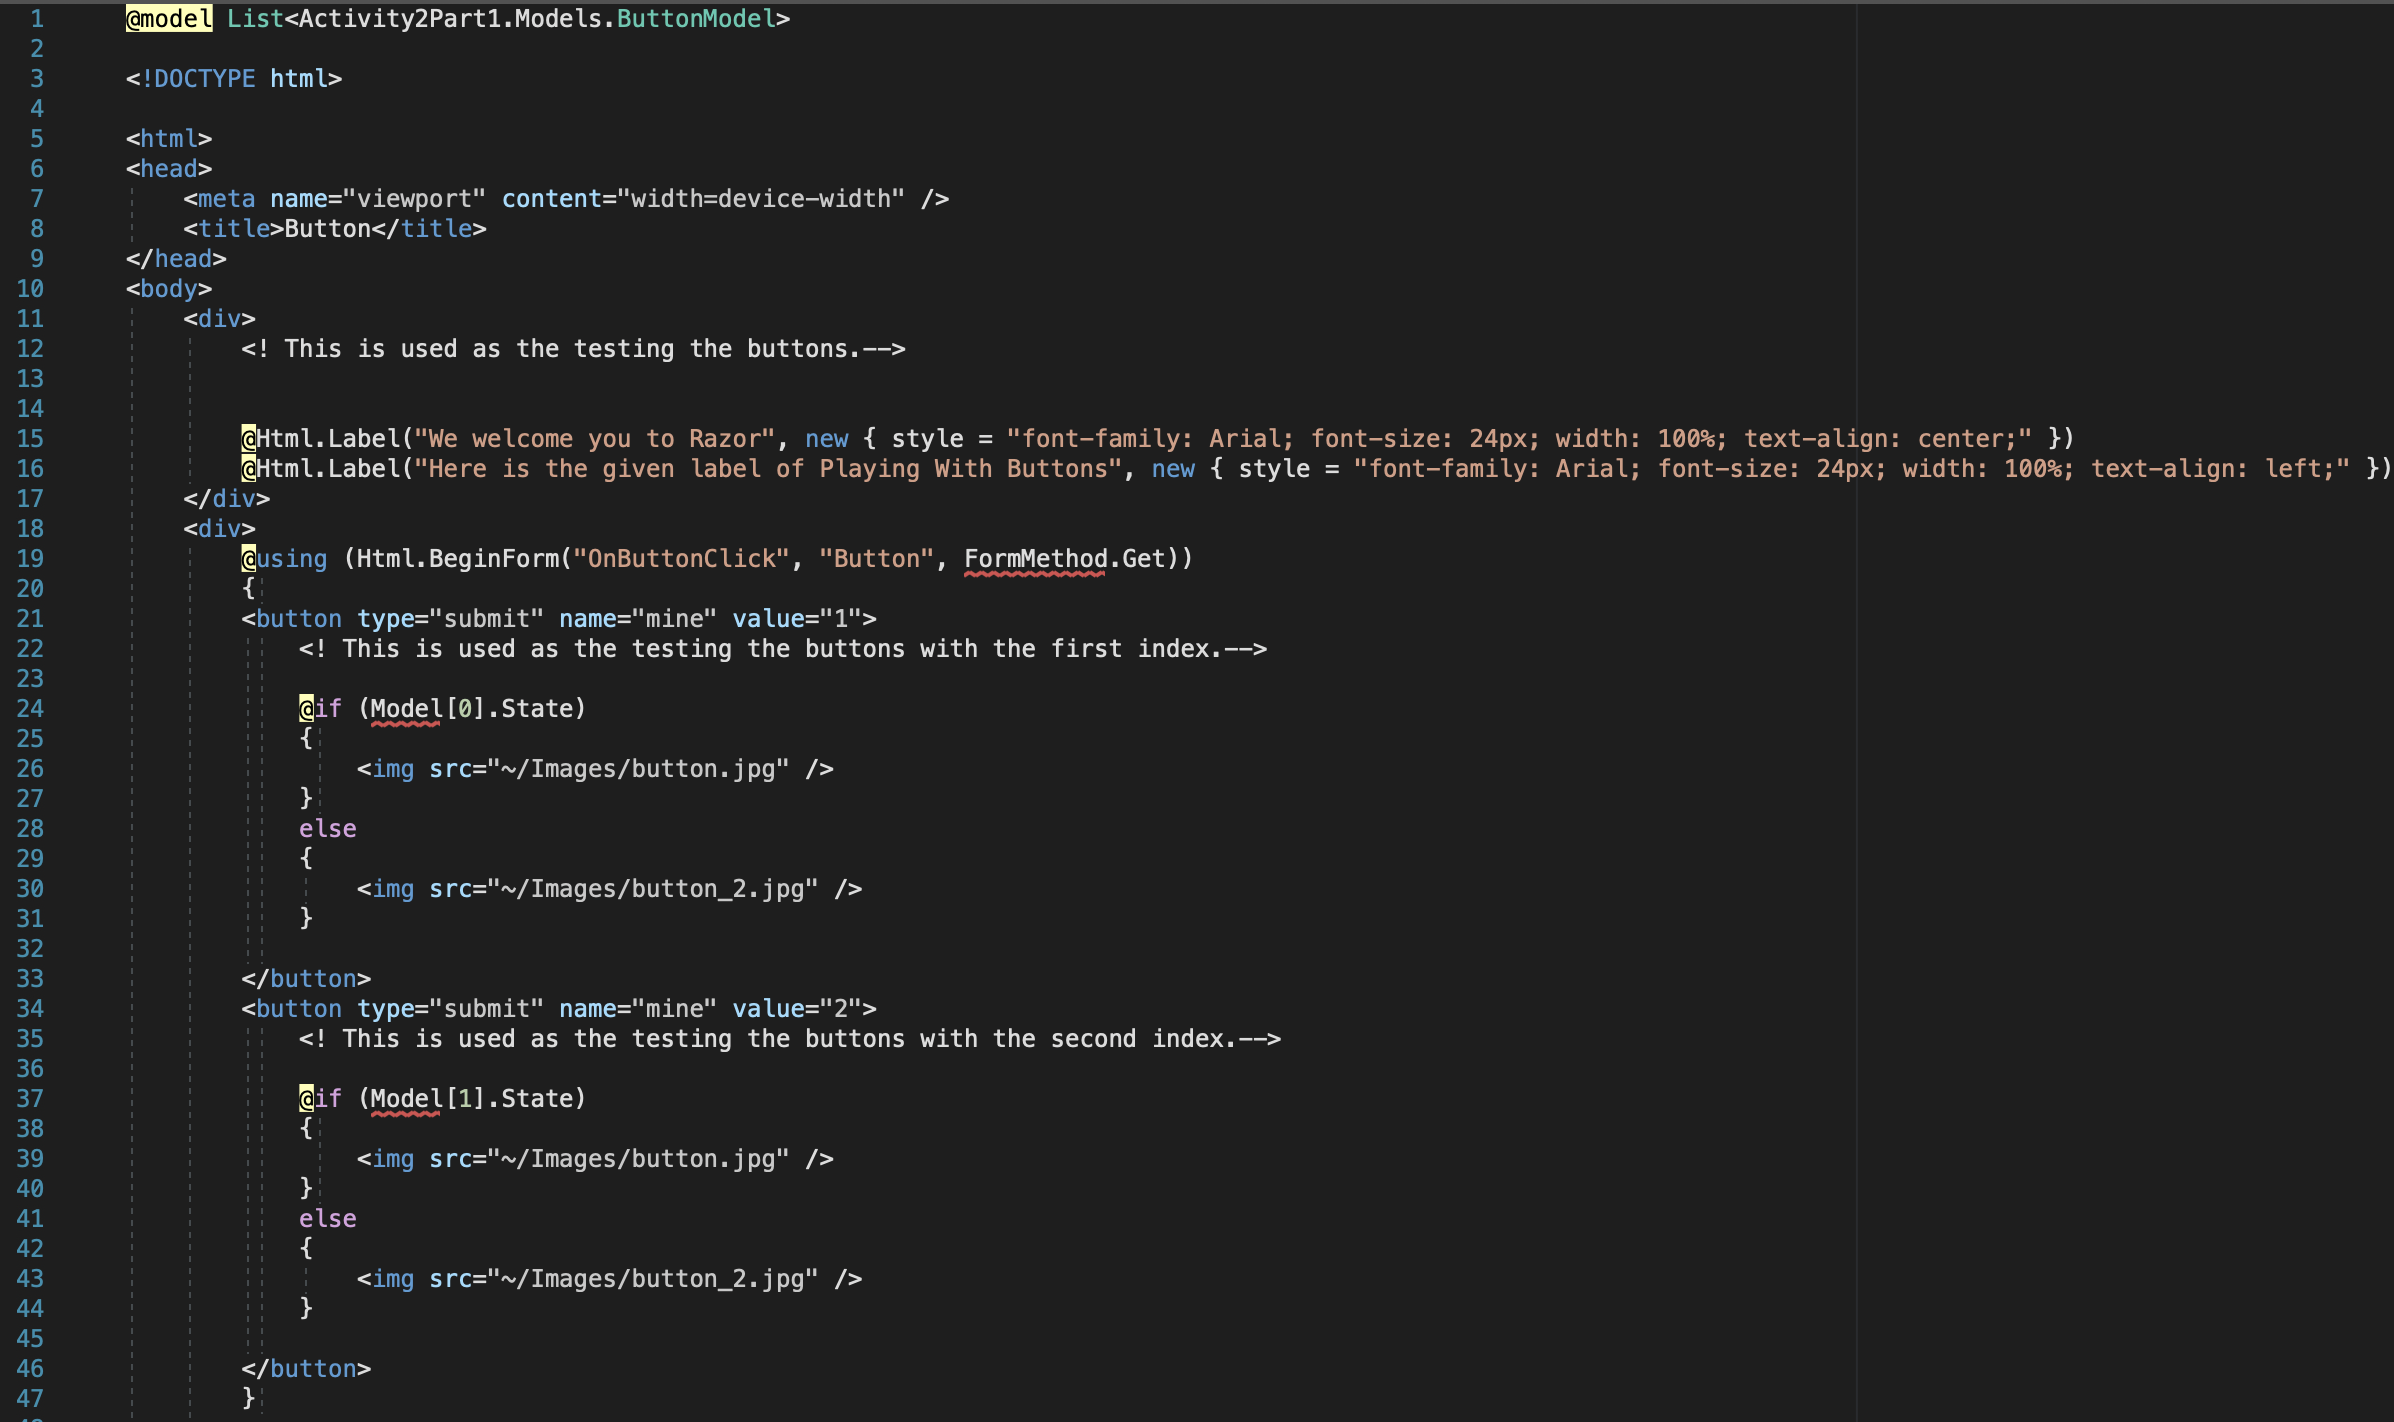 1 @model List<Activity2Part1.Models.ButtonModel>
2
3 <!DOCTYPE html>
4
5 <html>
6 <head>
7     <meta name="viewport" content="width=device-width" />
8     <title>Button</title>
9 </head>
10 <body>
11     <div>
12         <! This is used as the testing the buttons.-->
13
14
15         @Html.Label("We welcome you to Razor", new { style = "font-family: Arial; font-size: 24px; width: 100%; text-align: center;" })
16         @Html.Label("Here is the given label of Playing With Buttons", new { style = "font-family: Arial; font-size: 24px; width: 100%; text-align: left;" })
17     </div>
18     <div>
19         @using (Html.BeginForm("OnButtonClick", "Button", FormMethod.Get))
20         {
21         <button type="submit" name="mine" value="1">
22             <! This is used as the testing the buttons with the first index.-->
23
24             @if (Model[0].State)
25             {
26                 <img src="~/Images/button.jpg" />
27             }
28             else
29             {
30                 <img src="~/Images/button_2.jpg" />
31             }
32
33         </button>
34         <button type="submit" name="mine" value="2">
35             <! This is used as the testing the buttons with the second index.-->
36
37             @if (Model[1].State)
38             {
39                 <img src="~/Images/button.jpg" />
40             }
41             else
42             {
43                 <img src="~/Images/button_2.jpg" />
44             }
45
46         </button>
47         }